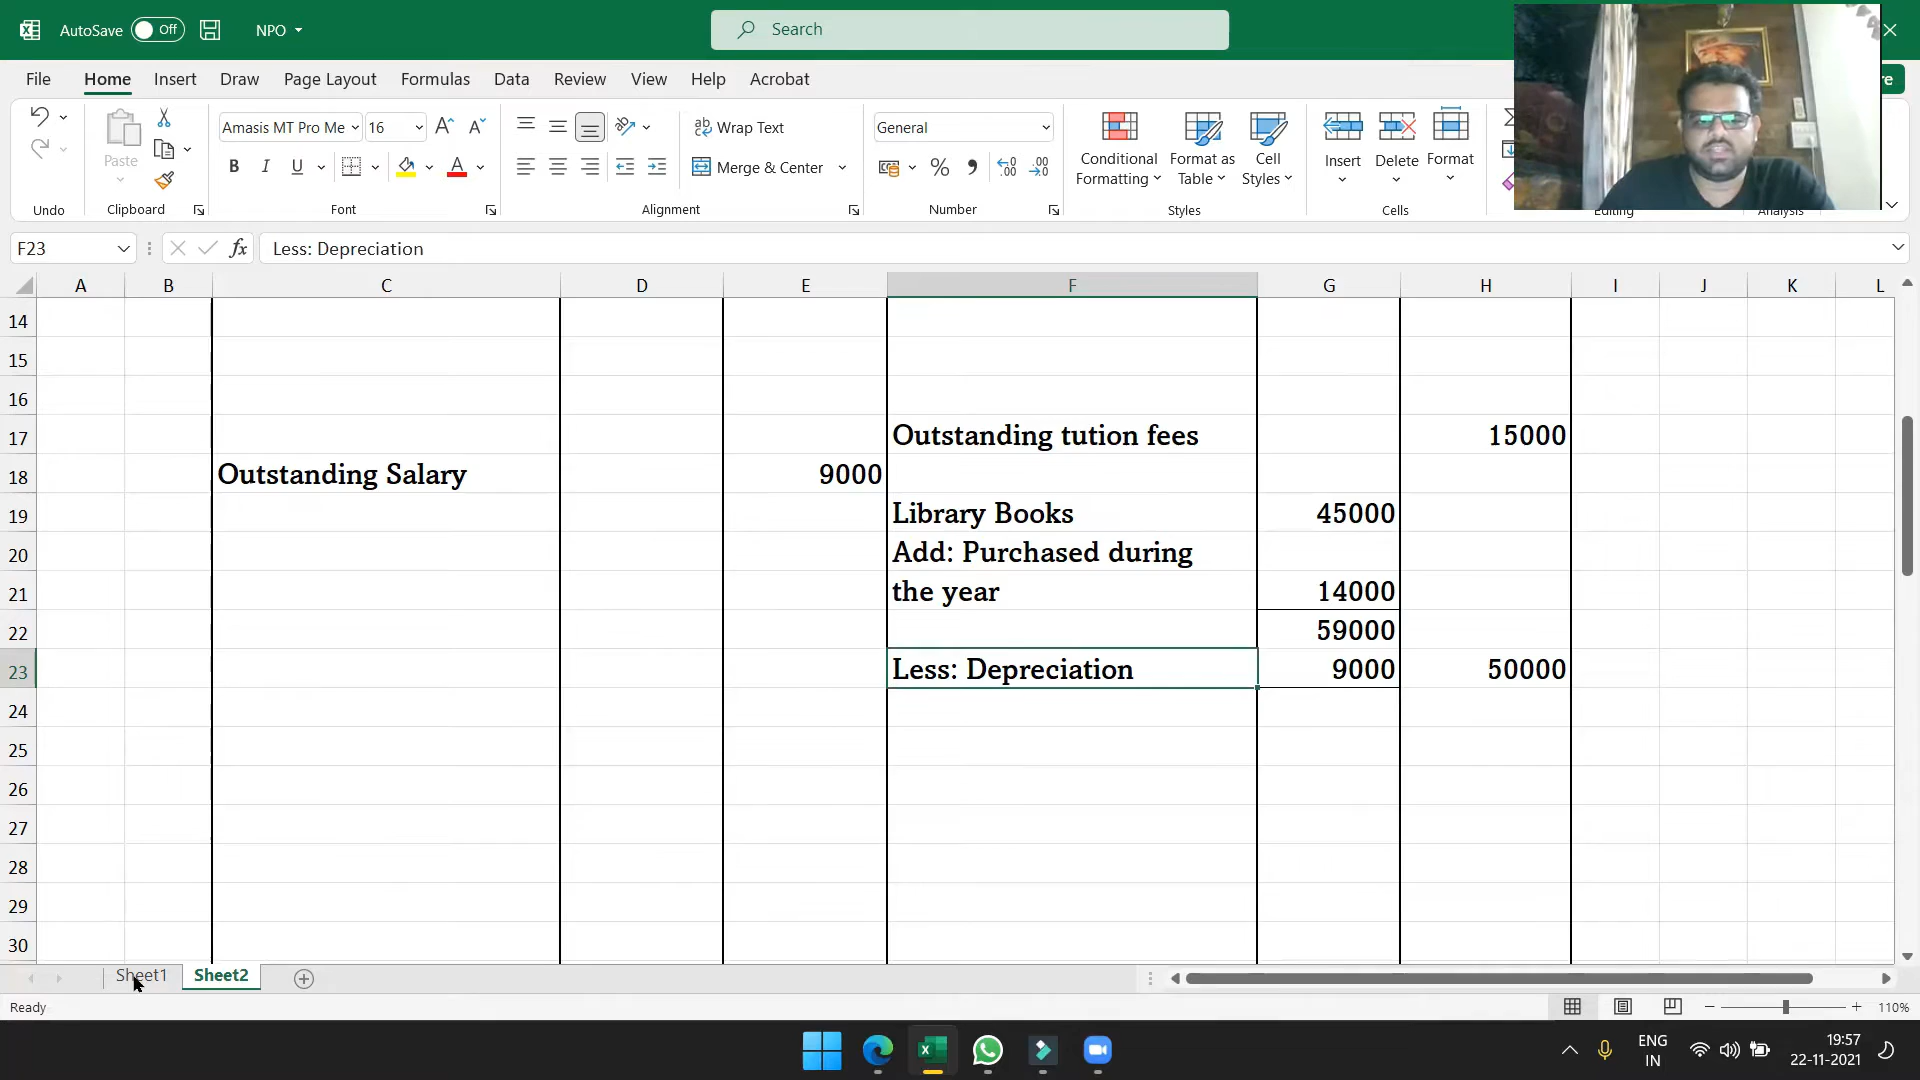 AutoSave Off NPO Search
File Home Insert Draw Page Layout Formulas Data Review View Help Acrobat
Paste
Amasis MT Pro Me 16
B I U A
ab Wrap Text
Merge & Center
General
% ,
Conditional Formatting
Format as Table
Cell Styles
Insert Delete Format
Undo Clipboard Font Alignment Number Styles Cells Editing Analysis
F23 fx Less: Depreciation
A B C D E F G H I J K L
14
15
16
17 Outstanding tution fees 15000
18 Outstanding Salary 9000
19 Library Books 45000
20 Add: Purchased during
21 the year 14000
22 59000
23 Less: Depreciation 9000 50000
24
25
26
27
28
29
30
Sheet1 Sheet2
Ready 110%
ENG IN
19:57
22-11-2021